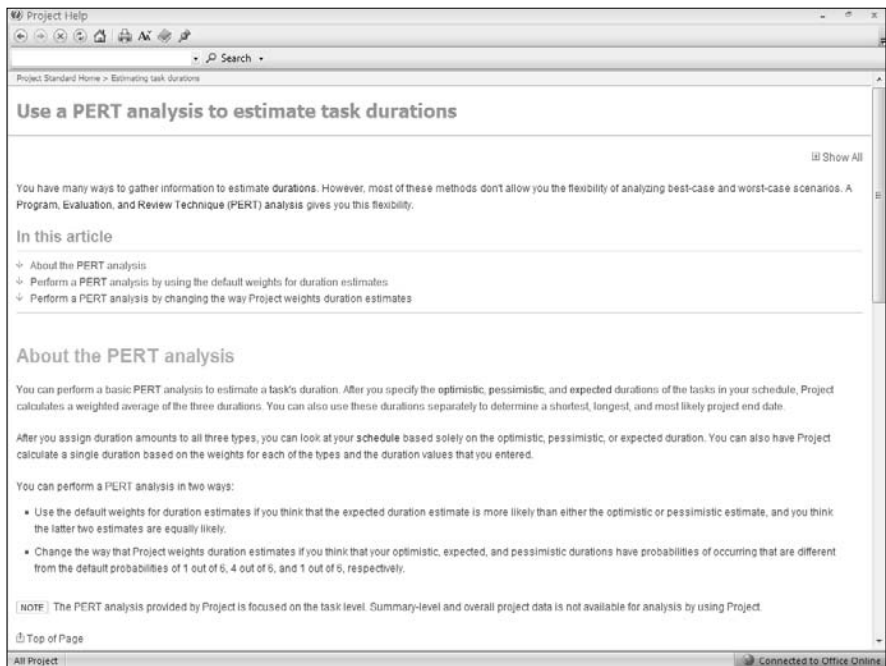 Project Help
Search
Project Standard Home > Estimating task durations
Use a PERT analysis to estimate task durations
Show All
You have many ways to gather information to estimate durations. However, most of these methods don't allow you the flexibility of analyzing best-case and worst-case scenarios. A
Program, Evaluation, and Review Technique (PERT) analysis gives you this flexibility.
In this article
About the PERT analysis
Perform a PERT analysis by using the default weights for duration estimates
Perform a PERT analysis by changing the way Project weights duration estimates
About the PERT analysis
You can perform a basic PERT analysis to estimate a task's duration. After you specify the optimistic, pessimistic, and expected durations of the tasks in your schedule, Project
calculates a weighted average of the three durations. You can also use these durations separately to determine a shortest, longest, and most likely project end date.
After you assign duration amounts to all three types, you can look at your schedule based solely on the optimistic, pessimistic, or expected duration. You can also have Project
calculate a single duration based on the weights for each of the types and the duration values that you entered.
You can perform a PERT analysis in two ways:
▪ Use the default weights for duration estimates if you think that the expected duration estimate is more likely than either the optimistic or pessimistic estimate, and you think
the latter two estimates are equally likely.
▪ Change the way that Project weights duration estimates if you think that your optimistic, expected, and pessimistic durations have probabilities of occurring that are different
from the default probabilities of 1 out of 6, 4 out of 6, and 1 out of 6, respectively.
NOTE The PERT analysis provided by Project is focused on the task level. Summary-level and overall project data is not available for analysis by using Project.
Top of Page
All Project
Connected to Office Online